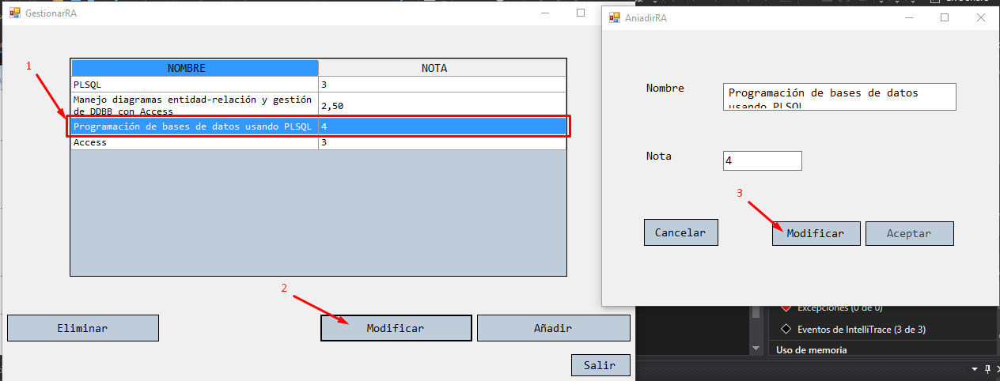 GestionarRA
AniadirRA
1
NOMBRE
NOTA
PLSQL
3
Manejo diagramas entidad-relación y gestión
de DDBB con Access
2,50
Programación de bases de datos usando PLSQL
4
Access
3
2
Eliminar
Modificar
Añadir
Salir
Nombre
Programación de bases de datos
usando PLSQL
Nota
4
3
Cancelar
Modificar
Aceptar
Excepciones (0 de 0)
Eventos de IntelliTrace (3 de 3)
Uso de memoria